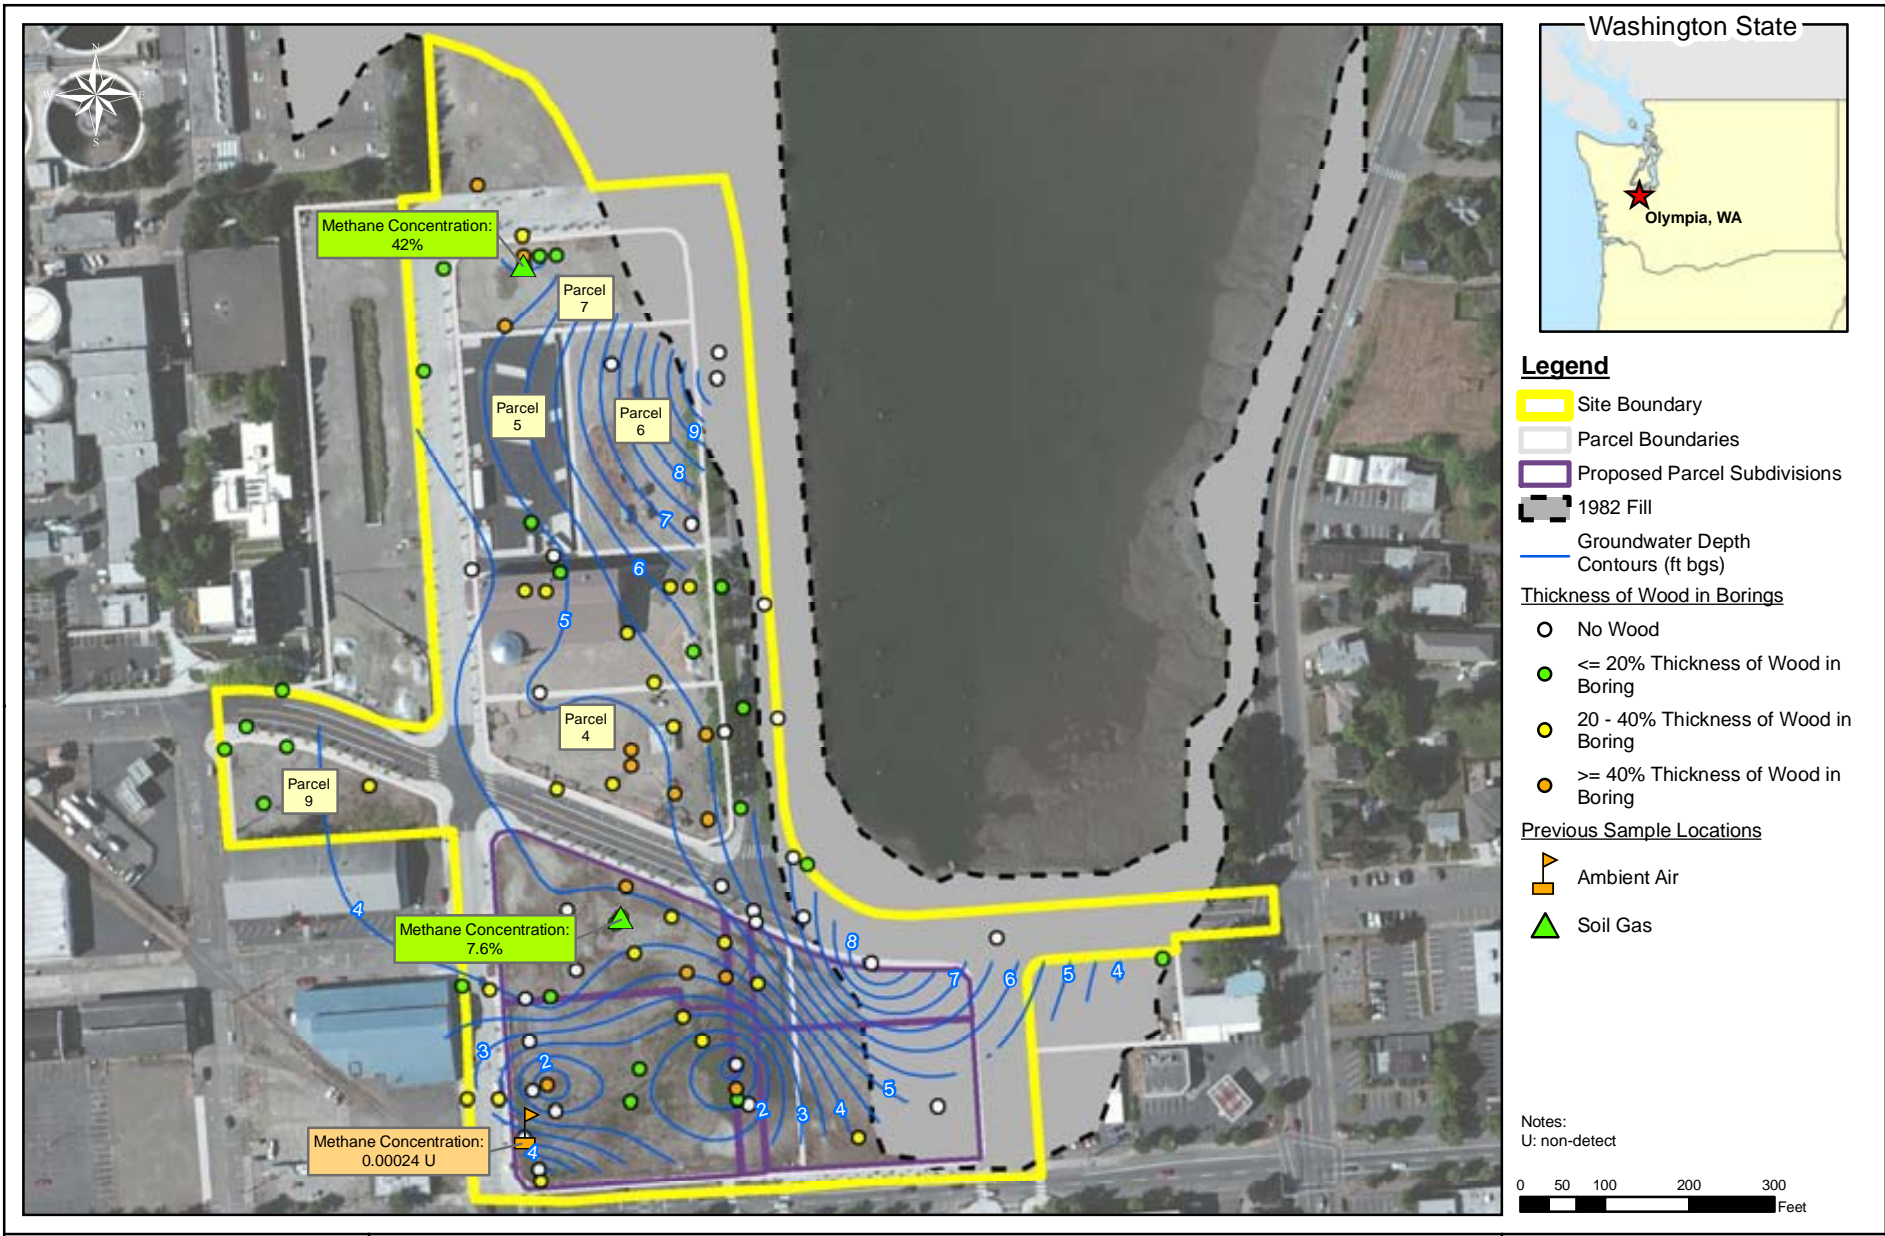 N
W
E
S
Methane Concentration:
42%
Parcel
7
Parcel
5
Parcel
6
9
8
7
6
5
Parcel
4
Parcel
9
4
Methane Concentration:
7.6%
8
7
6
5
4
3
2
2
3
4
5
4
Methane Concentration:
0.00024 U
Washington State
Olympia, WA
Legend
Site Boundary
Parcel Boundaries
Proposed Parcel Subdivisions
1982 Fill
Groundwater Depth
Contours (ft bgs)
Thickness of Wood in Borings
No Wood
<= 20% Thickness of Wood in
Boring
20 - 40% Thickness of Wood in
Boring
>= 40% Thickness of Wood in
Boring
Previous Sample Locations
Ambient Air
Soil Gas
Notes:
U: non-detect
0 50 100 200 300
Feet